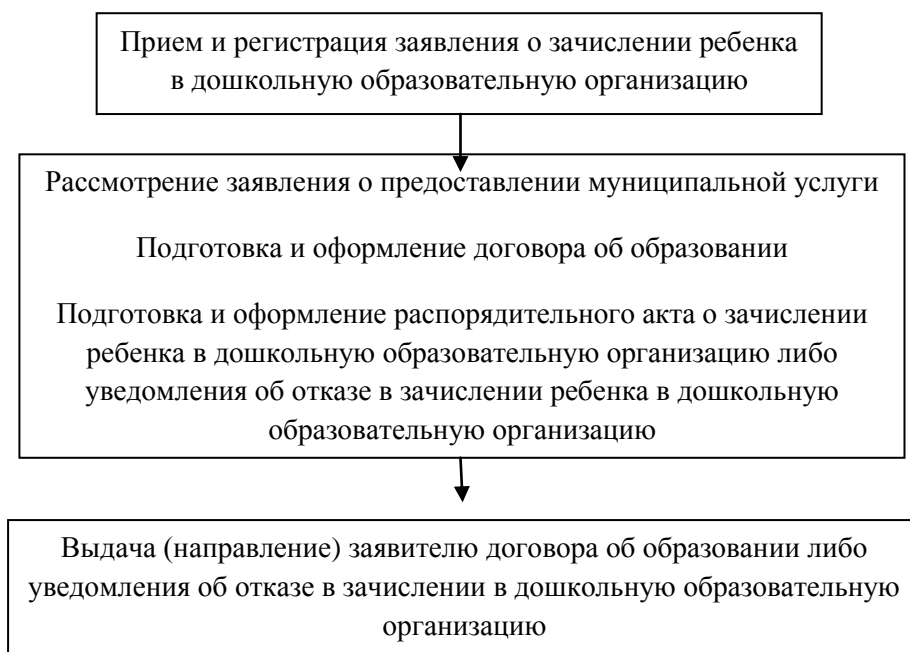 Прием и регистрация заявления о зачислении ребенка
в дошкольную образовательную организацию
Рассмотрение заявления о предоставлении муниципальной услуги
Подготовка и оформление договора об образовании
Подготовка и оформление распорядительного акта о зачислении
ребенка в дошкольную образовательную организацию либо
уведомления об отказе в зачислении ребенка в дошкольную
образовательную организацию
Выдача (направление) заявителю договора об образовании либо
уведомления об отказе в зачислении в дошкольную образовательную
организацию